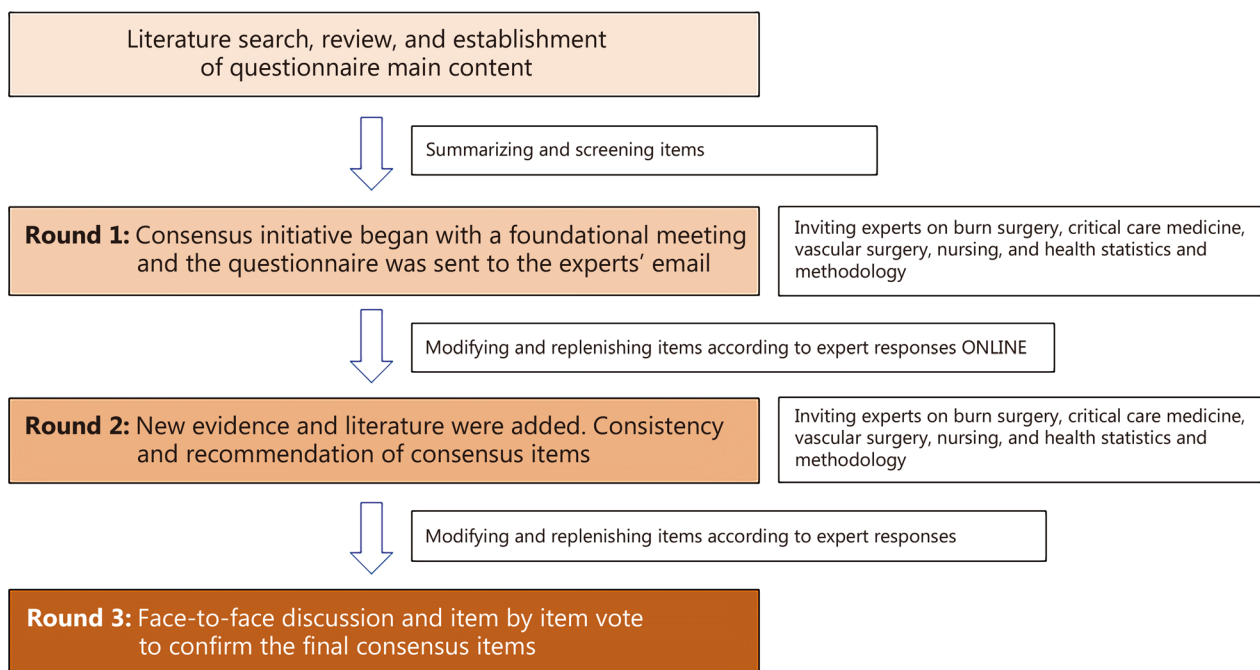 Literature search, review, and establishment
of questionnaire main content
Summarizing and screening items
Round 1: Consensus initiative began with a foundational meeting
and the questionnaire was sent to the experts’ email
Inviting experts on burn surgery, critical care medicine,
vascular surgery, nursing, and health statistics and
methodology
Modifying and replenishing items according to expert responses ONLINE
Round 2: New evidence and literature were added. Consistency
and recommendation of consensus items
Inviting experts on burn surgery, critical care medicine,
vascular surgery, nursing, and health statistics and
methodology
Modifying and replenishing items according to expert responses
Round 3: Face-to-face discussion and item by item vote
to confirm the final consensus items